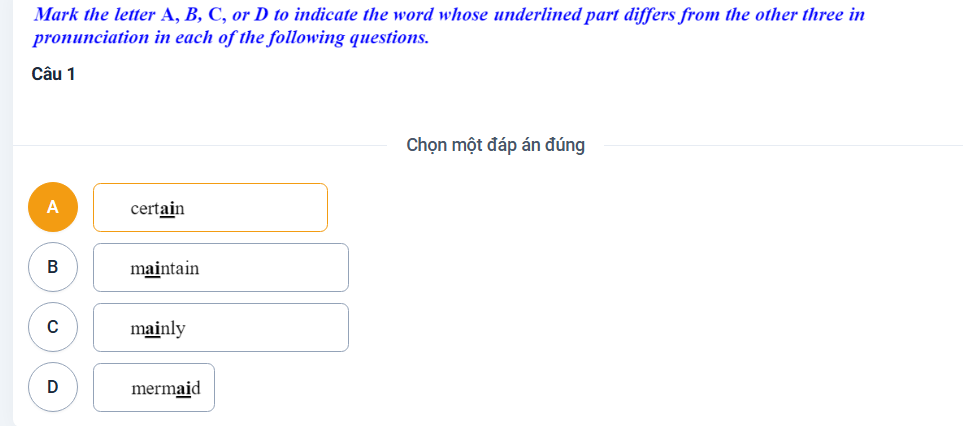 Mark the letter A, B, C, or D to indicate the word whose underlined part differs from the other three in
pronunciation in each of the following questions.
Câu 1
Chọn một đáp án đúng
A certain
B maintain
C mainly
D mermaid